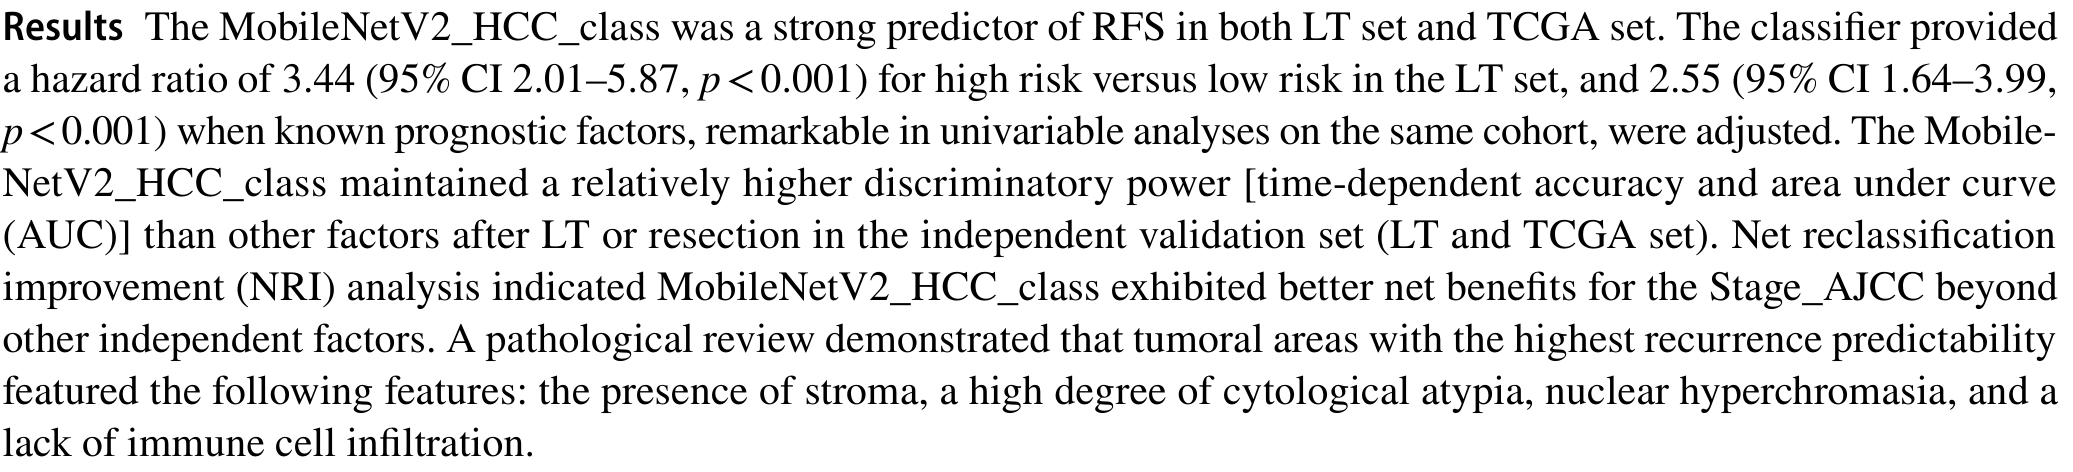 Results The MobileNetV2_HCC_class was a strong predictor of RFS in both LT set and TCGA set. The classifier provided
a hazard ratio of 3.44 (95% CI 2.01–5.87, p<0.001) for high risk versus low risk in the LT set, and 2.55 (95% CI 1.64–3.99,
p<0.001) when known prognostic factors, remarkable in univariable analyses on the same cohort, were adjusted. The Mobile-
NetV2_HCC_class maintained a relatively higher discriminatory power [time-dependent accuracy and area under curve
(AUC)] than other factors after LT or resection in the independent validation set (LT and TCGA set). Net reclassification
improvement (NRI) analysis indicated MobileNetV2_HCC_class exhibited better net benefits for the Stage_AJCC beyond
other independent factors. A pathological review demonstrated that tumoral areas with the highest recurrence predictability
featured the following features: the presence of stroma, a high degree of cytological atypia, nuclear hyperchromasia, and a
lack of immune cell infiltration.